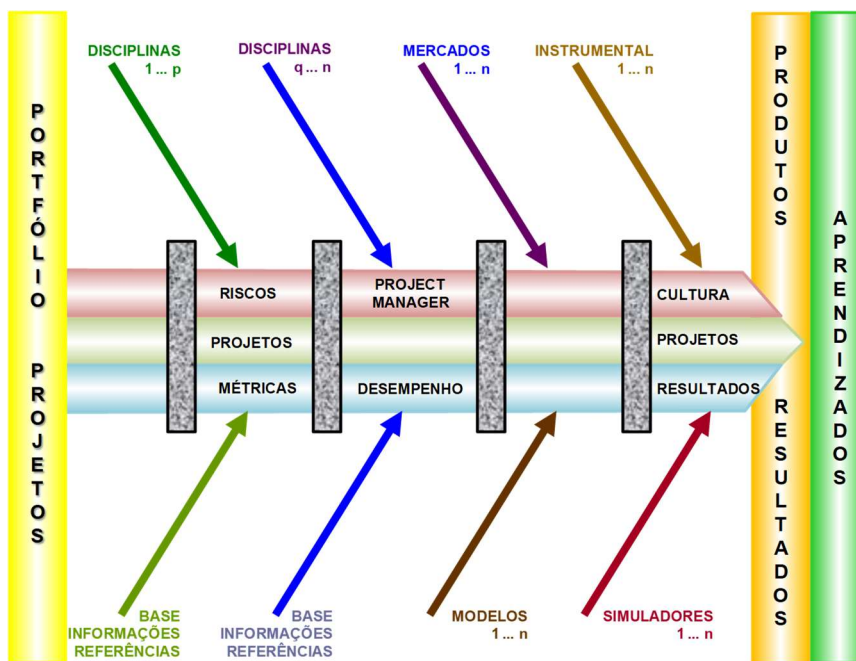 PORTFÓLIO PROJETOS
DISCIPLINAS
1 ... p
DISCIPLINAS
q ... n
MERCADOS
1 ... n
INSTRUMENTAL
1 ... n
RISCOS
PROJECT
MANAGER
CULTURA
PROJETOS
PROJETOS
MÉTRICAS
DESEMPENHO
RESULTADOS
BASE
INFORMAÇÕES
REFERÊNCIAS
BASE
INFORMAÇÕES
REFERÊNCIAS
MODELOS
1 ... n
SIMULADORES
1 ... n
PRODUTOS RESULTADOS
APRENDIZADOS